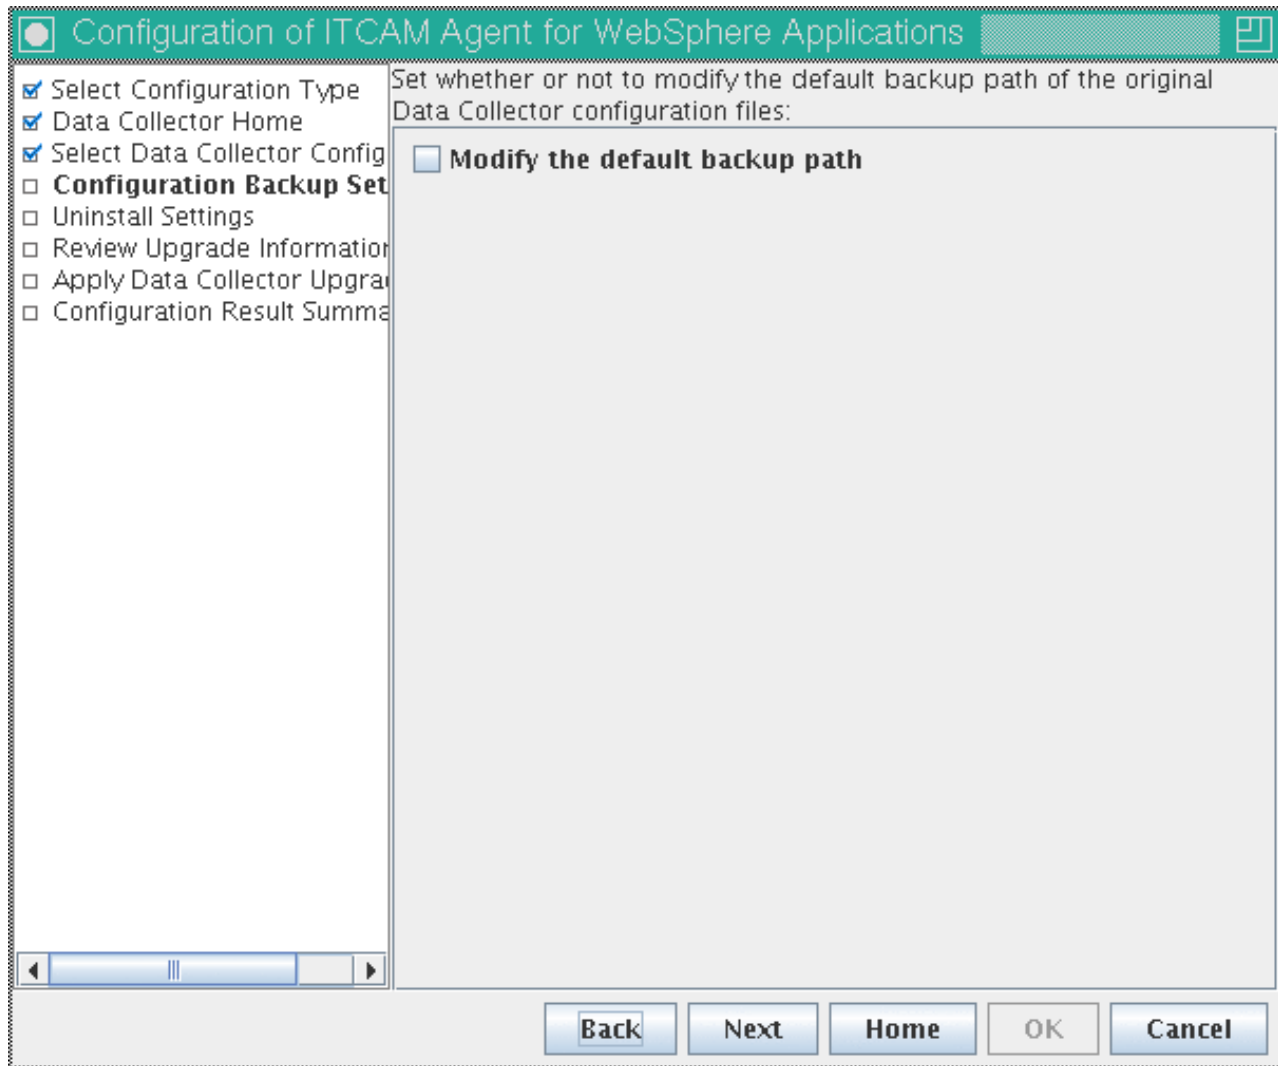 Configuration of ITCAM Agent for WebSphere Applications
Select Configuration Type
Data Collector Home
Select Data Collector Config
Configuration Backup Set
Uninstall Settings
Review Upgrade Information
Apply Data Collector Upgra
Configuration Result Summa
Set whether or not to modify the default backup path of the original
Data Collector configuration files:
Modify the default backup path
Back
Next
Home
OK
Cancel